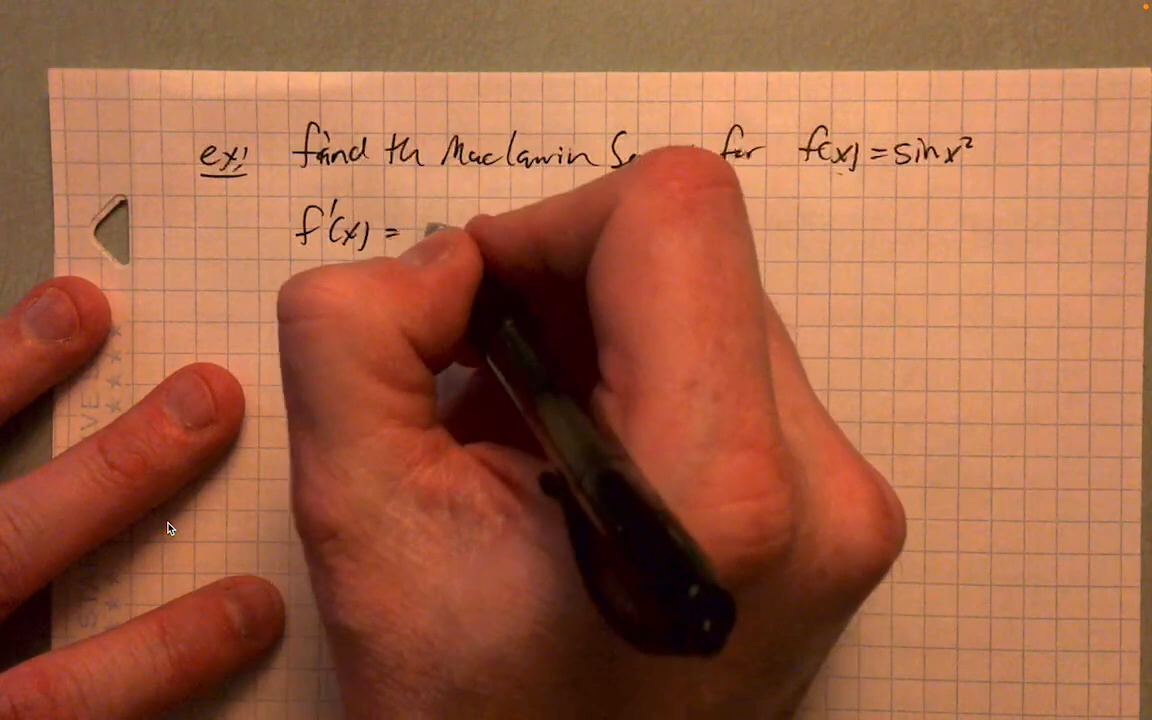 ex! find th Maclaurin for f(x) = sin x²
f'(x) =